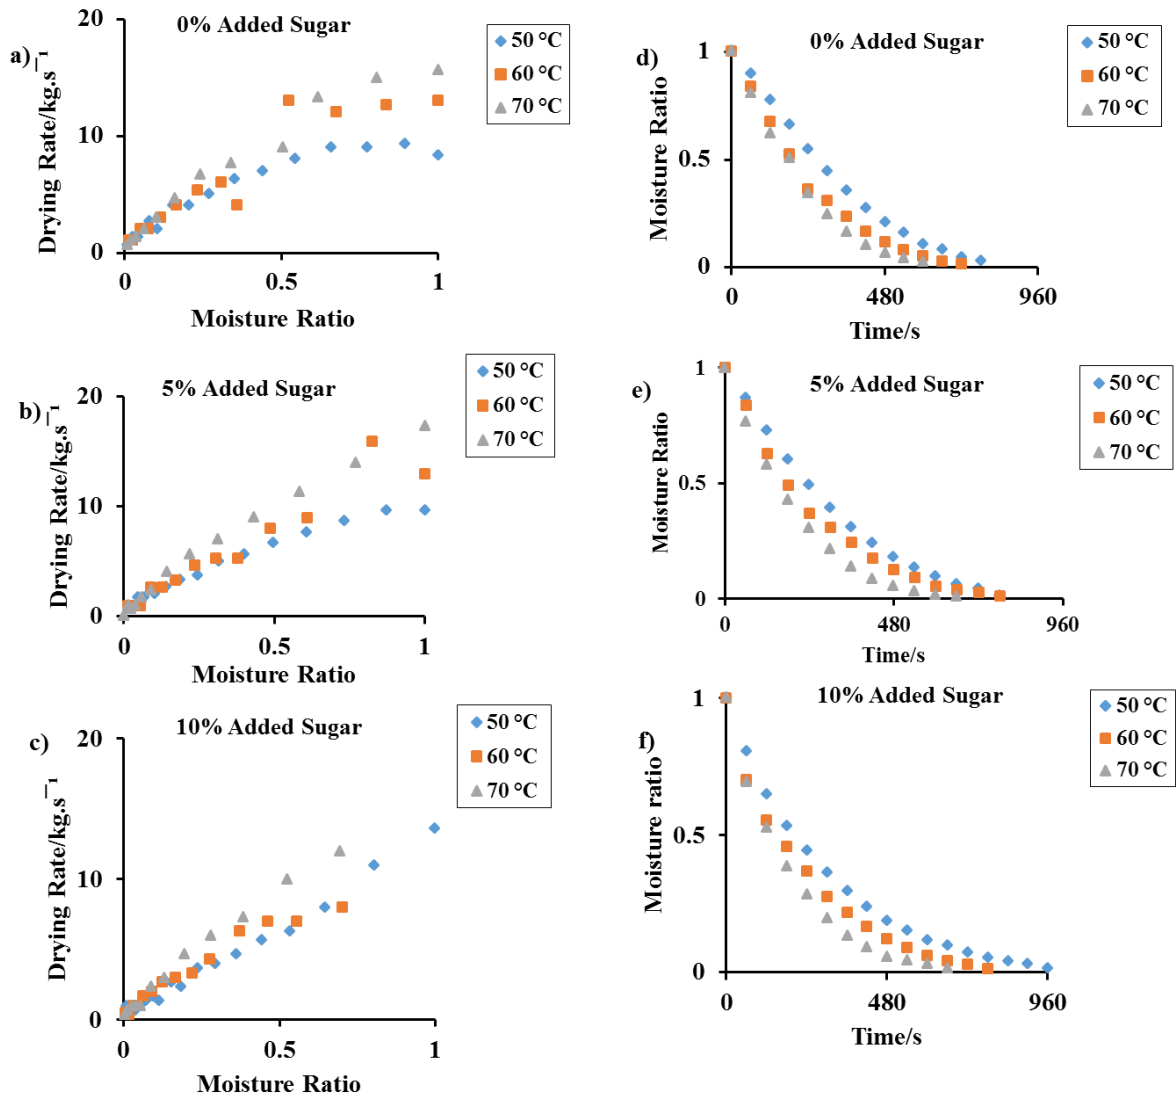 a)
0% Added Sugar
50 °C
60 °C
70 °C
20
10
0
0
0.5
1
Drying Rate/kg.s⁻¹
Moisture Ratio
d)
0% Added Sugar
50 °C
60 °C
70 °C
1
0.5
0
0
480
960
Moisture Ratio
Time/s
b)
5% Added Sugar
50 °C
60 °C
70 °C
20
10
0
0
0.5
1
Drying Rate/kg.s⁻¹
Moisture Ratio
e)
5% Added Sugar
50 °C
60 °C
70 °C
1
0.5
0
0
480
960
Moisture Ratio
Time/s
c)
10% Added Sugar
50 °C
60 °C
70 °C
20
10
0
0
0.5
1
Drying Rate/kg.s⁻¹
Moisture Ratio
f)
10% Added Sugar
50 °C
60 °C
70 °C
1
0.5
0
0
480
960
Moisture ratio
Time/s